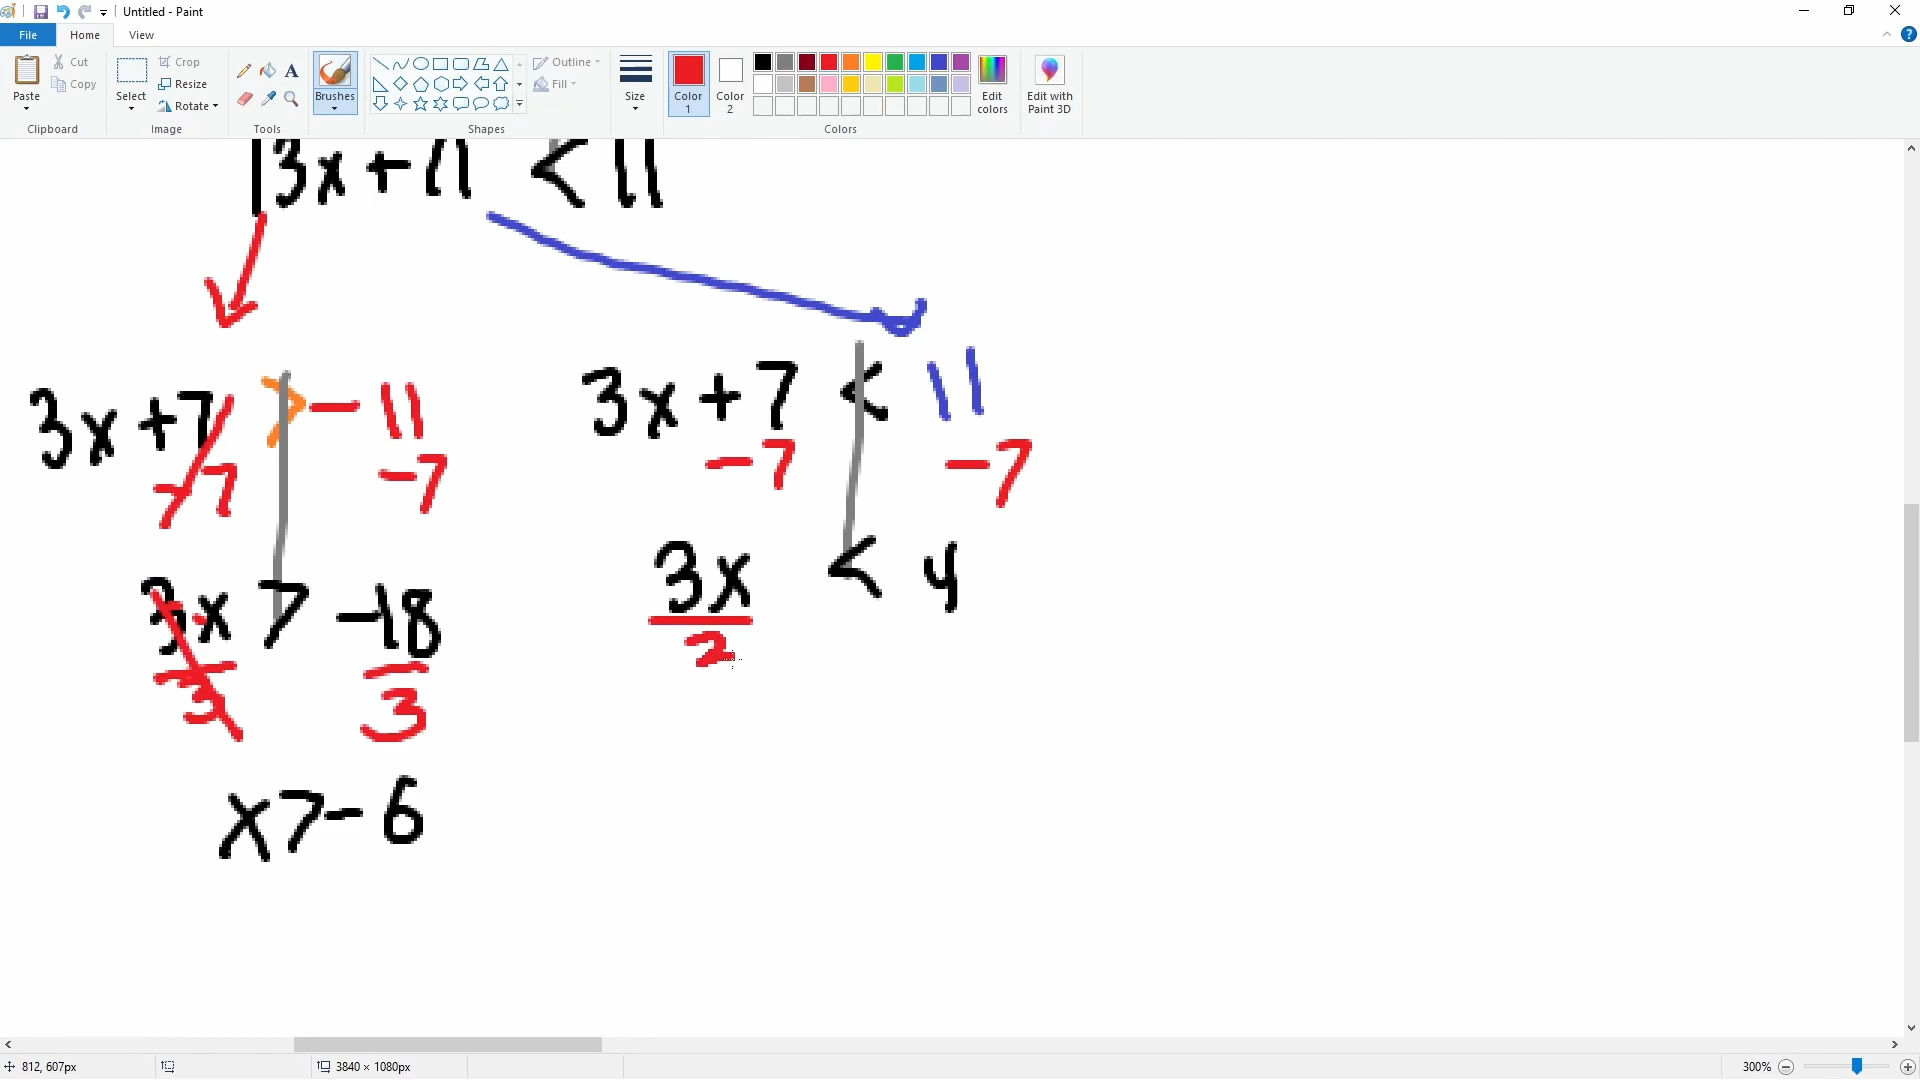 Untitled - Paint
File Home View
Paste Cut Copy Clipboard
Select Crop Resize Rotate Image
Tools
Brushes
Shapes Outline Fill
Size
Color 1 Color 2 Edit colors Edit with Paint 3D Colors
|3x+7| < 11
3x+7 > -11
-7 -7
3x > -18
3 3
x > -6
3x+7 < 11
-7 -7
3x < 4
2
812, 607px 3840 × 1080px 300%